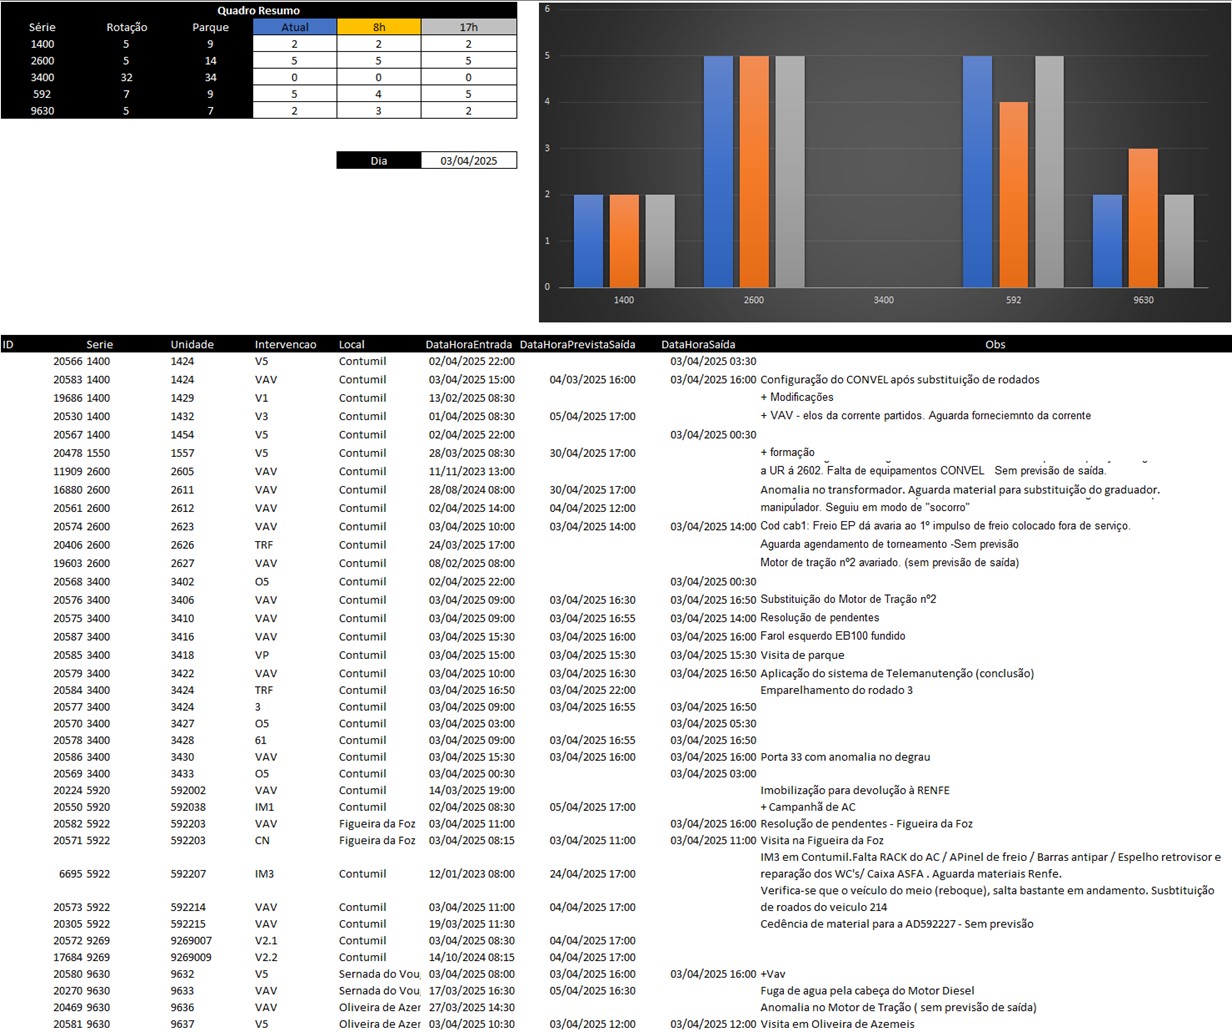 Quadro Resumo
Série Rotação Parque Atual 8h 17h
1400 5 9 2 2 2
2600 5 14 5 5 5
3400 32 34 0 0 0
592 7 9 5 4 5
9630 5 7 2 3 2
Dia 03/04/2025
6
5
4
3
2
1
0
1400 2600 3400 592 9630
ID Serie Unidade Intervencao Local DataHoraEntrada DataHoraPrevistaSaída DataHoraSaída Obs
20566 1400 1424 V5 Contumil 02/04/2025 22:00 03/04/2025 03:30
20583 1400 1424 VAV Contumil 03/04/2025 15:00 04/03/2025 16:00 03/04/2025 16:00 Configuração do CONVEL após substituição de rodados
19686 1400 1429 V1 Contumil 13/02/2025 08:30 + Modificações
20530 1400 1432 V3 Contumil 01/04/2025 08:30 05/04/2025 17:00 + VAV - elos da corrente partidos. Aguarda forneciemnto da corrente
20567 1400 1454 V5 Contumil 02/04/2025 22:00 03/04/2025 00:30
20478 1550 1557 V5 Contumil 28/03/2025 08:30 30/04/2025 17:00 + formação
11909 2600 2605 VAV Contumil 11/11/2023 13:00 a UR á 2602. Falta de equipamentos CONVEL Sem previsão de saída.
16880 2600 2611 VAV Contumil 28/08/2024 08:00 30/04/2025 17:00 Anomalia no transformador. Aguarda material para substituição do graduador.
20561 2600 2612 VAV Contumil 02/04/2025 14:00 04/04/2025 12:00 manipulador. Seguiu em modo de "socorro"
20574 2600 2623 VAV Contumil 03/04/2025 10:00 03/04/2025 14:00 03/04/2025 14:00 Cod cab1: Freio EP dá avaria ao 1º impulso de freio colocado fora de serviço.
20406 2600 2626 TRF Contumil 24/03/2025 17:00 Aguarda agendamento de torneamento -Sem previsão
19603 2600 2627 VAV Contumil 08/02/2025 08:00 Motor de tração nº2 avariado. (sem previsão de saída)
20568 3400 3402 O5 Contumil 02/04/2025 22:00 03/04/2025 00:30
20576 3400 3406 VAV Contumil 03/04/2025 09:00 03/04/2025 16:30 03/04/2025 16:50 Substituição do Motor de Tração nº2
20575 3400 3410 VAV Contumil 03/04/2025 09:00 03/04/2025 16:55 03/04/2025 14:00 Resolução de pendentes
20587 3400 3416 VAV Contumil 03/04/2025 15:30 03/04/2025 16:00 03/04/2025 16:00 Farol esquerdo EB100 fundido
20585 3400 3418 VP Contumil 03/04/2025 15:00 03/04/2025 15:30 03/04/2025 15:30 Visita de parque
20579 3400 3422 VAV Contumil 03/04/2025 10:00 03/04/2025 16:30 03/04/2025 16:50 Aplicação do sistema de Telemanutenção (conclusão)
20584 3400 3424 TRF Contumil 03/04/2025 16:50 03/04/2025 22:00 Emparelhamento do rodado 3
20577 3400 3424 3 Contumil 03/04/2025 09:00 03/04/2025 16:55 03/04/2025 16:50
20570 3400 3427 O5 Contumil 03/04/2025 03:00 03/04/2025 05:30
20578 3400 3428 61 Contumil 03/04/2025 09:00 03/04/2025 16:55 03/04/2025 16:50
20586 3400 3430 VAV Contumil 03/04/2025 15:30 03/04/2025 16:00 03/04/2025 16:00 Porta 33 com anomalia no degrau
20569 3400 3433 O5 Contumil 03/04/2025 00:30 03/04/2025 03:00
20224 5920 592002 VAV Contumil 14/03/2025 19:00 Imobilização para devolução à RENFE
20550 5920 592038 IM1 Contumil 02/04/2025 08:30 05/04/2025 17:00 + Campanhã de AC
20582 5922 592203 VAV Figueira da Foz 03/04/2025 11:00 03/04/2025 16:00 Resolução de pendentes - Figueira da Foz
20571 5922 592203 CN Figueira da Foz 03/04/2025 08:15 03/04/2025 11:00 03/04/2025 11:00 Visita na Figueira da Foz
IM3 em Contumil.Falta RACK do AC / APinel de freio / Barras antipar / Espelho retrovisor e
6695 5922 592207 IM3 Contumil 12/01/2023 08:00 24/04/2025 17:00 reparação dos WC's/ Caixa ASFA . Aguarda materiais Renfe.
Verifica-se que o veículo do meio (reboque), salta bastante em andamento. Susbtituição
20573 5922 592214 VAV Contumil 03/04/2025 11:00 04/04/2025 17:00 de roados do veiculo 214
20305 5922 592215 VAV Contumil 19/03/2025 11:30 Cedência de material para a AD592227 - Sem previsão
20572 9269 9269007 V2.1 Contumil 03/04/2025 08:30 04/04/2025 17:00
17684 9269 9269009 V2.2 Contumil 14/10/2024 08:15 04/04/2025 17:00
20580 9630 9632 V5 Sernada do Vou 03/04/2025 08:00 03/04/2025 16:00 03/04/2025 16:00 +Vav
20270 9630 9633 VAV Sernada do Vou 17/03/2025 16:30 05/04/2025 16:30 Fuga de agua pela cabeça do Motor Diesel
20469 9630 9636 VAV Oliveira de Azer 27/03/2025 14:30 Anomalia no Motor de Tração ( sem previsão de saída)
20581 9630 9637 V5 Oliveira de Azer 03/04/2025 10:30 03/04/2025 12:00 03/04/2025 12:00 Visita em Oliveira de Azemeis